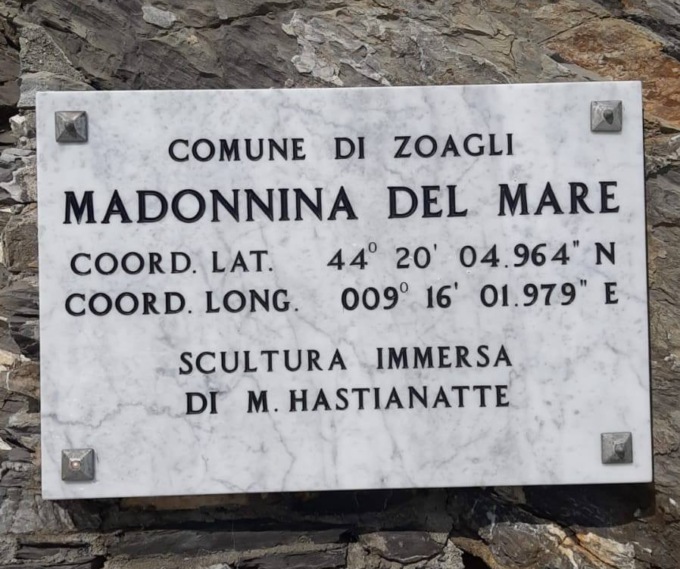 COMUNE DI ZOAGLI
MADONNINA DEL MARE
COORD. LAT. 44° 20' 04.964" N
COORD. LONG. 009° 16' 01.979" E
SCULTURA IMMERSA
DI M. HASTIANATTE